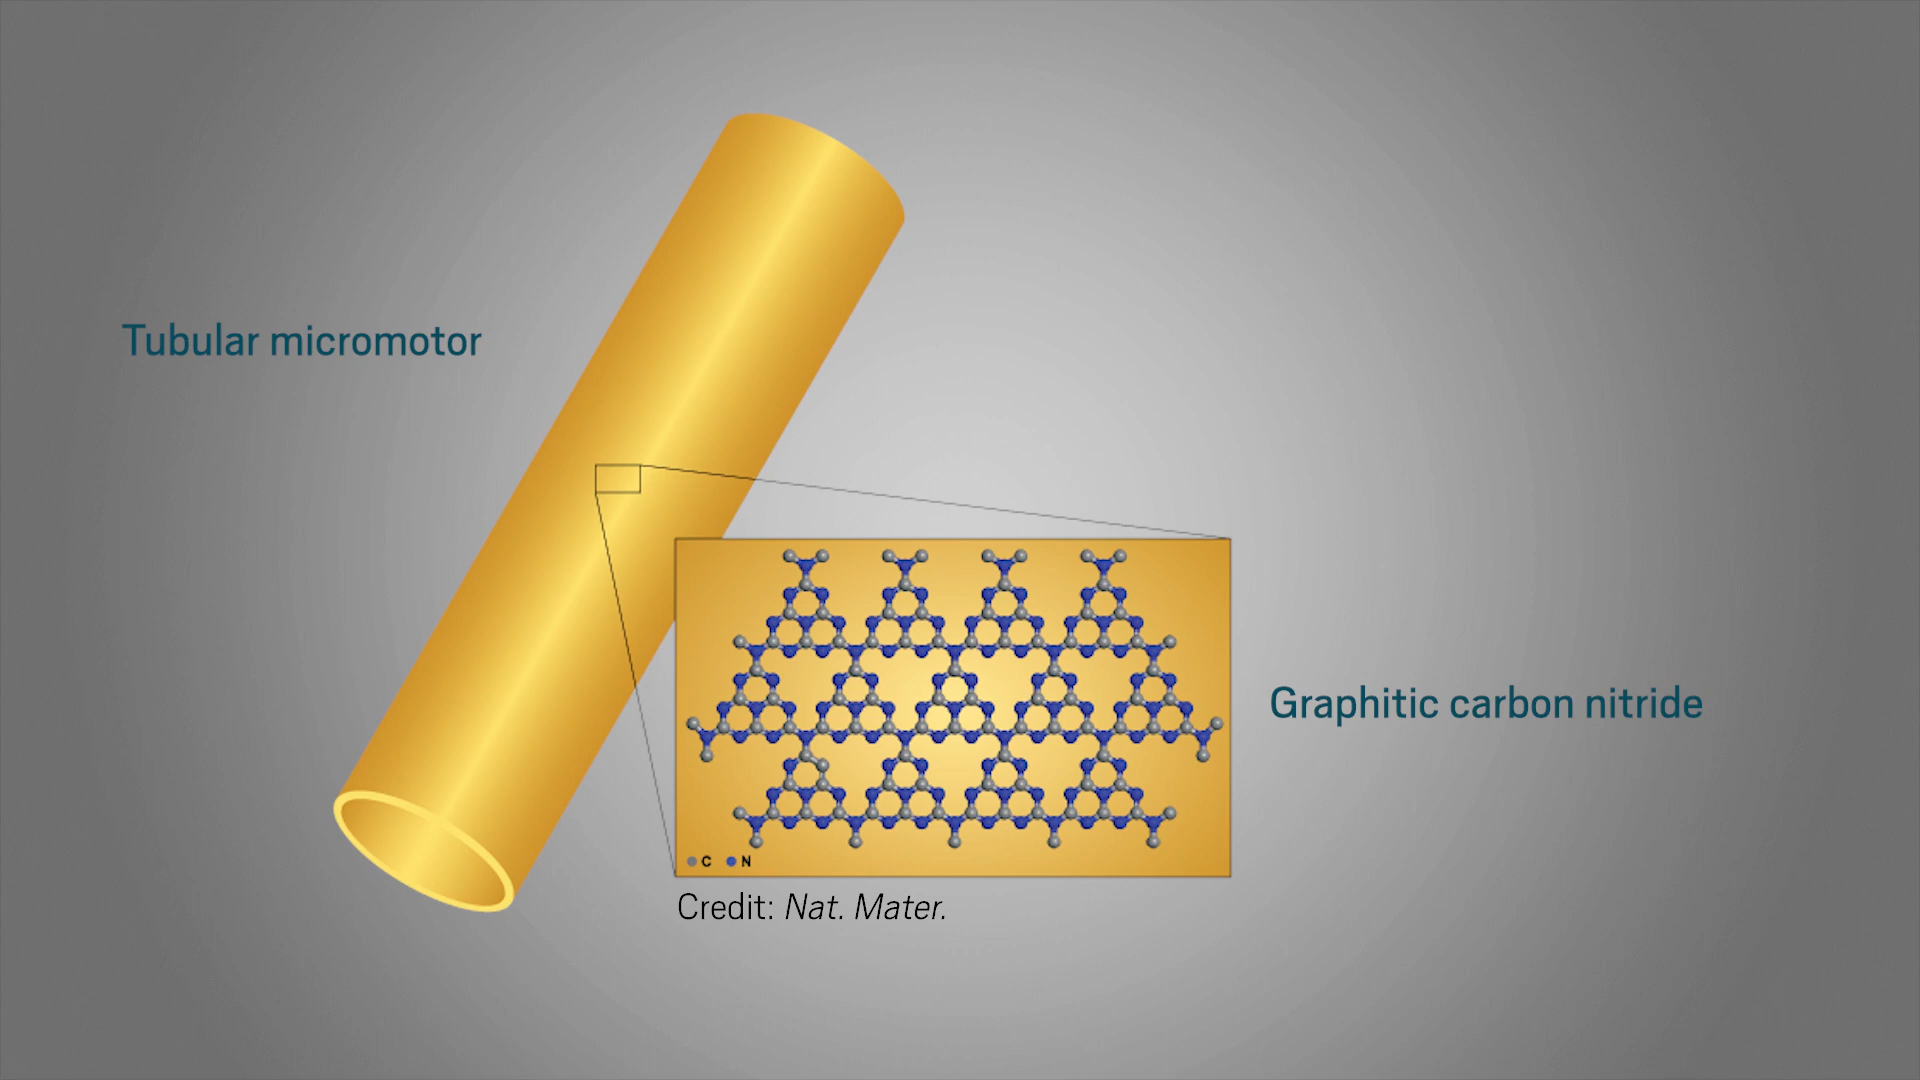 Tubular micromotor
Graphitic carbon nitride
C N
Credit: Nat. Mater.